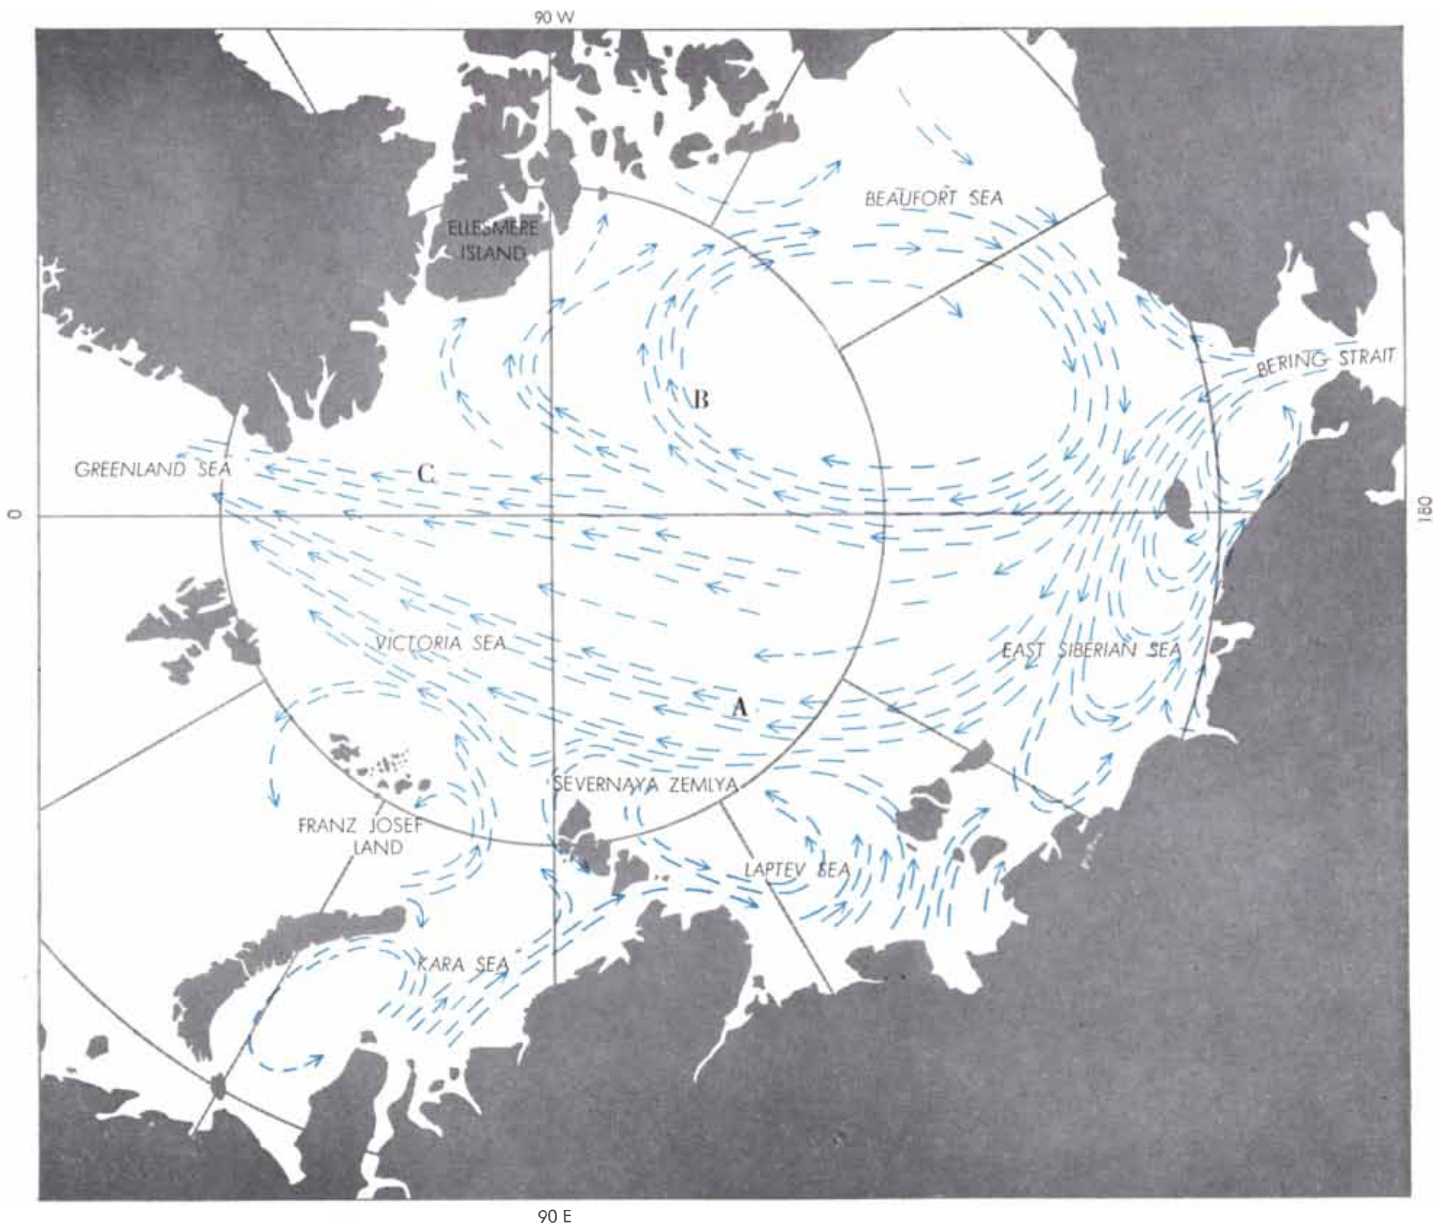 90 W
BEAUFORT SEA
ELLESMERE
ISLAND
BERING STRAIT
B
C
GREENLAND SEA
0
180
VICTORIA SEA
EAST SIBERIAN SEA
A
SEVERNAYA ZEMLYA
FRANZ JOSEF
LAND
LAPTEV SEA
KARA SEA
90 E